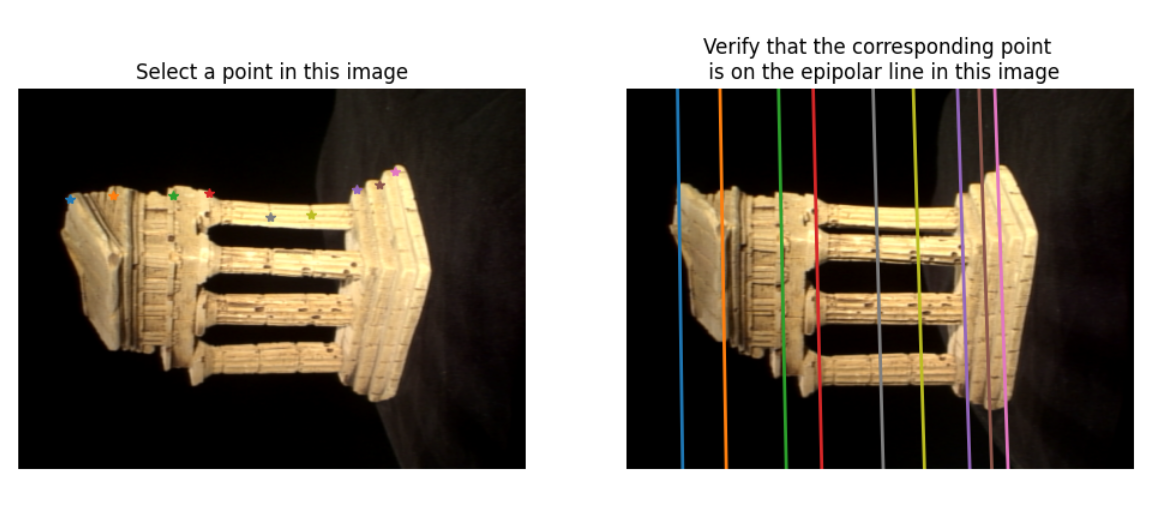 Select a point in this image
Verify that the corresponding point
is on the epipolar line in this image